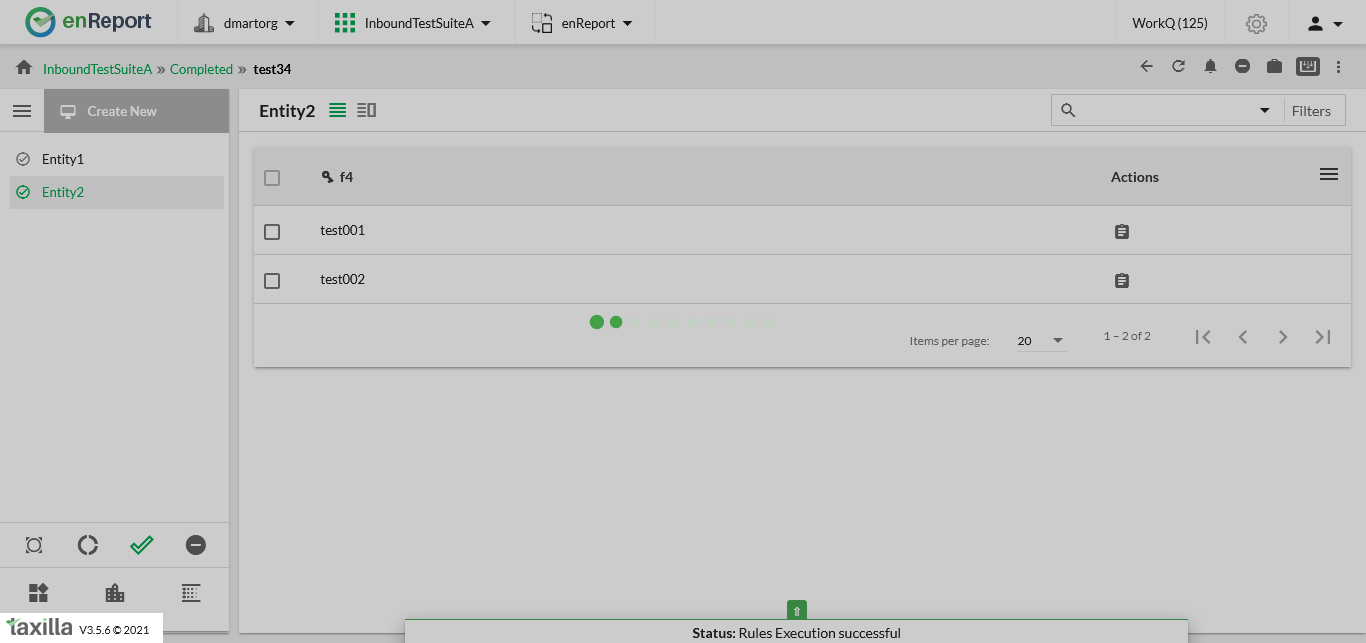 enReport
dmartorg
InboundTestSuiteA
enReport
WorkQ (125)
InboundTestSuiteA » Completed » test34
Create New
Entity2
Filters
Entity1
Entity2
f4
Actions
test001
test002
Items per page:
20
1 – 2 of 2
taxilla V3.5.6 © 2021
Status: Rules Execution successful